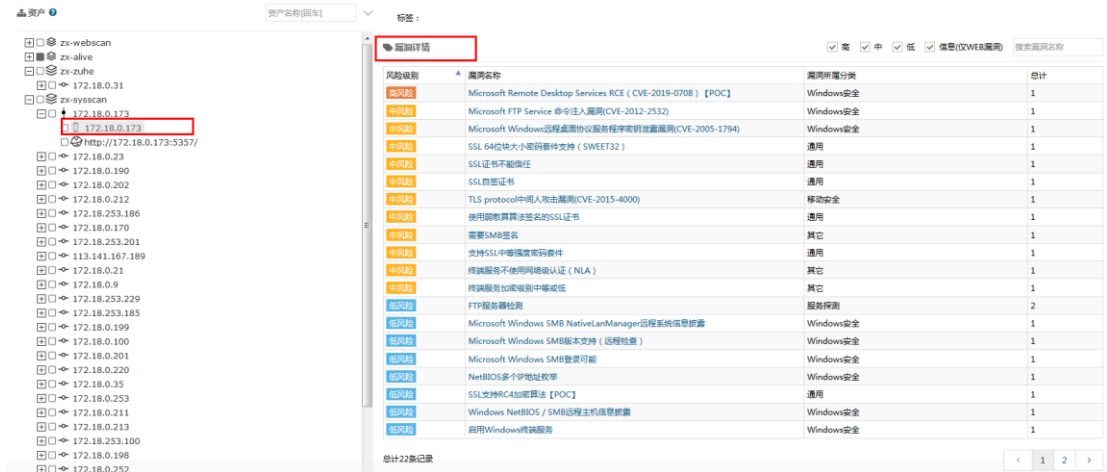 资产
资产名称[回车]
zx-webscan
zx-alive
zx-zuhe
172.18.0.31
zx-sysscan
172.18.0.173
172.18.0.173
http://172.18.0.173:5357/
172.18.0.23
172.18.0.190
172.18.0.202
172.18.0.212
172.18.253.186
172.18.0.170
172.18.253.201
113.141.167.189
172.18.0.21
172.18.0.9
172.18.253.229
172.18.253.185
172.18.0.199
172.18.0.100
172.18.0.201
172.18.0.220
172.18.0.35
172.18.0.253
172.18.0.211
172.18.0.213
172.18.253.100
172.18.0.198
172.18.0.252
标签：
漏洞详情 高 中 低 信息(仅WEB漏洞) 搜索漏洞名称
风险级别 漏洞名称 漏洞所属分类 总计
高风险 Microsoft Remote Desktop Services RCE（CVE-2019-0708）【POC】 Windows安全 1
中风险 Microsoft FTP Service 命令注入漏洞(CVE-2012-2532) Windows安全 1
中风险 Microsoft Windows远程桌面协议服务程序密钥泄露漏洞(CVE-2005-1794) Windows安全 1
中风险 SSL 64位块大小密码套件支持（SWEET32） 通用 1
中风险 SSL证书不能信任 通用 1
中风险 SSL自签证书 通用 1
中风险 TLS protocol中间人攻击漏洞(CVE-2015-4000) 移动安全 1
中风险 使用弱散算算法签名的SSL证书 通用 1
中风险 需要SMB签名 其它 1
中风险 支持SSL中等强度密码套件 通用 1
中风险 终端服务不使用网络级认证（NLA） 其它 1
中风险 终端服务加密级别中等或低 其它 1
低风险 FTP服务器检测 服务探测 2
低风险 Microsoft Windows SMB NativeLanManager远程系统信息披露 Windows安全 1
低风险 Microsoft Windows SMB版本支持（远程检查） Windows安全 1
低风险 Microsoft Windows SMB登录可能 Windows安全 1
低风险 NetBIOS多个IP地址枚举 Windows安全 1
低风险 SSL支持RC4加密算法【POC】 通用 1
低风险 Windows NetBIOS / SMB远程主机信息披露 Windows安全 1
低风险 启用Windows终端服务 Windows安全 1
总计22条记录 ‹ 1 2 ›